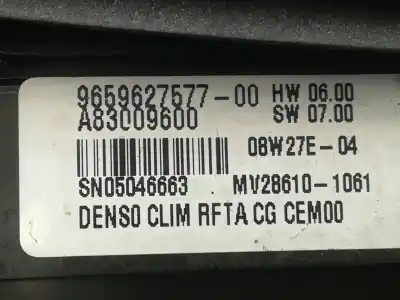 9659627577-00 HW 06.00
A83009600 SW 07.00
08W27E-04
SN05046663 MV28610-1061
DENSO CLIM RFTA CG CEM00